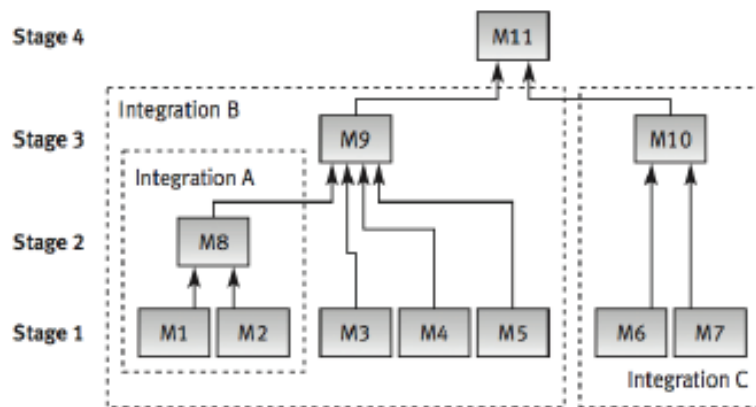 Stage 4
M11
Integration B
Stage 3
M9
M10
Integration A
Stage 2
M8
Stage 1
M1
M2
M3
M4
M5
M6
M7
Integration C